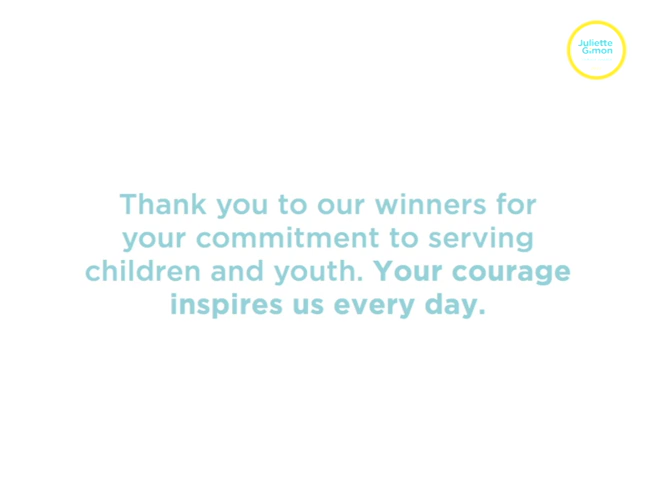 Juliette
Gimon
Thank you to our winners for
your commitment to serving
children and youth. Your courage
inspires us every day.